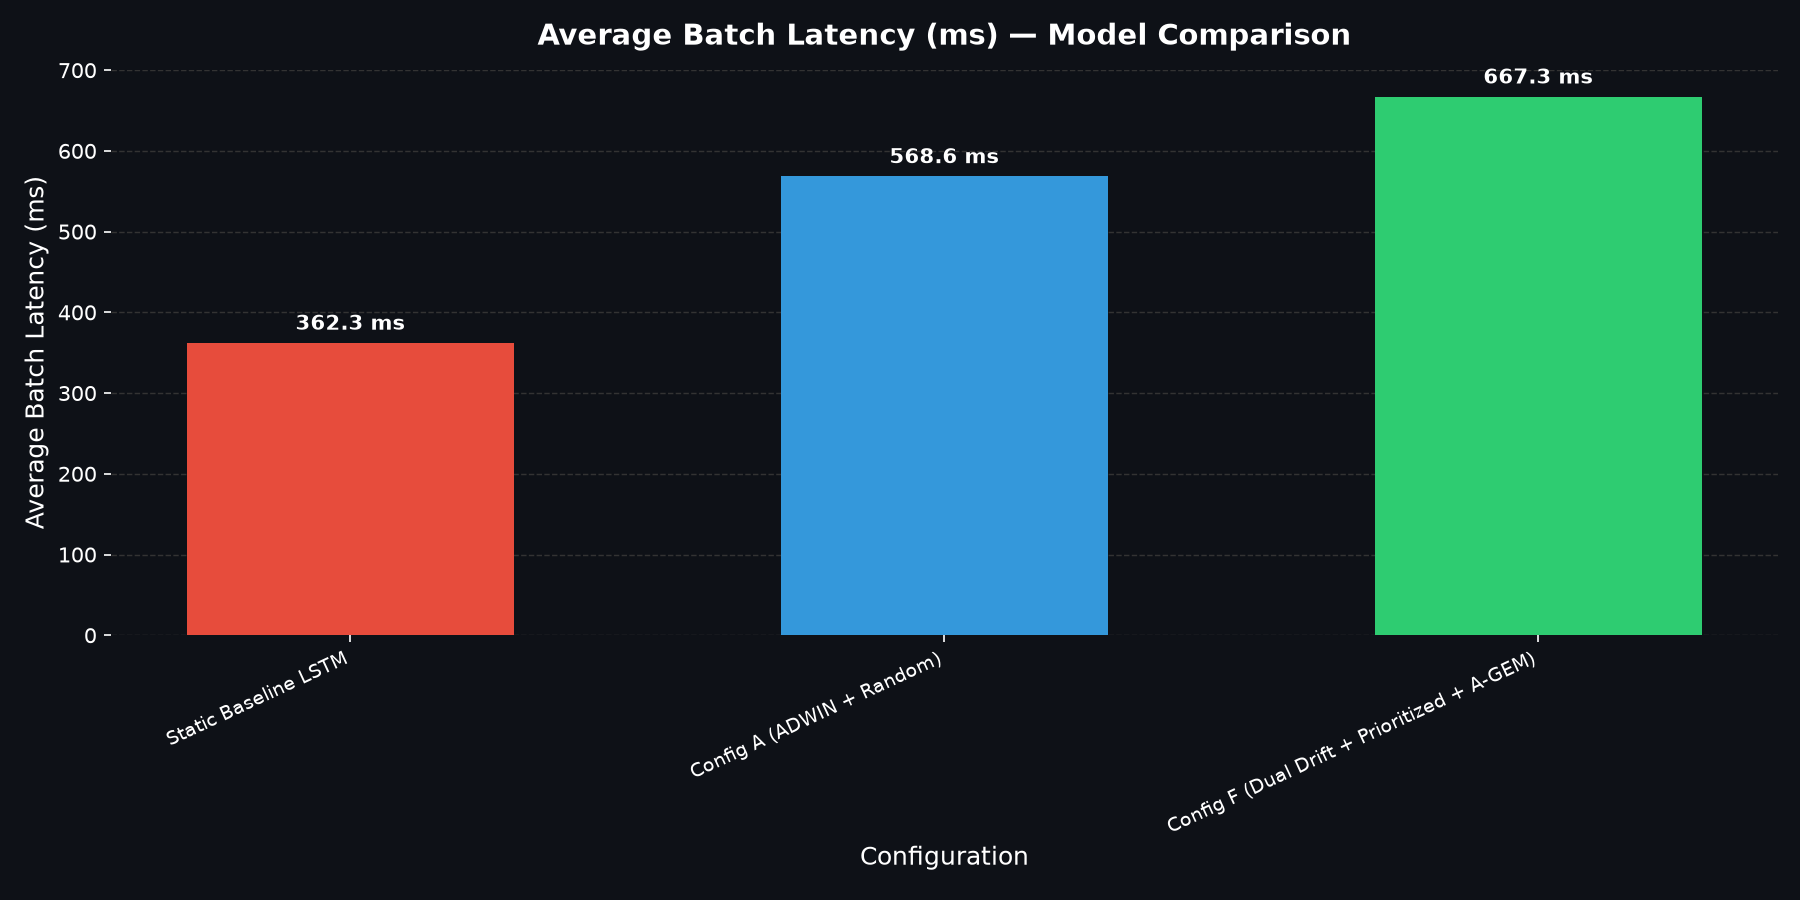 Average Batch Latency (ms) — Model Comparison
Average Batch Latency (ms)
700
600
500
400
300
200
100
0
362.3 ms
568.6 ms
667.3 ms
Static Baseline LSTM
Config A (ADWIN + Random)
Config F (Dual Drift + Prioritized + A-GEM)
Configuration